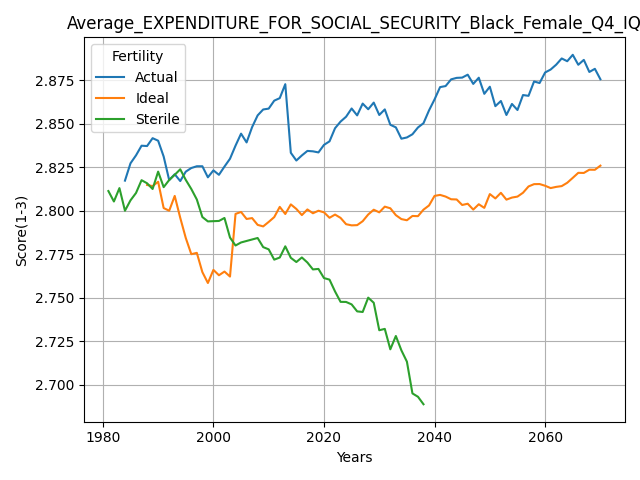 Average_EXPENDITURE_FOR_SOCIAL_SECURITY_Black_Female_Q4_IQ
Fertility
Actual
Ideal
Sterile
Score(1-3)
2.875
2.850
2.825
2.800
2.775
2.750
2.725
2.700
1980 2000 2020 2040 2060
Years